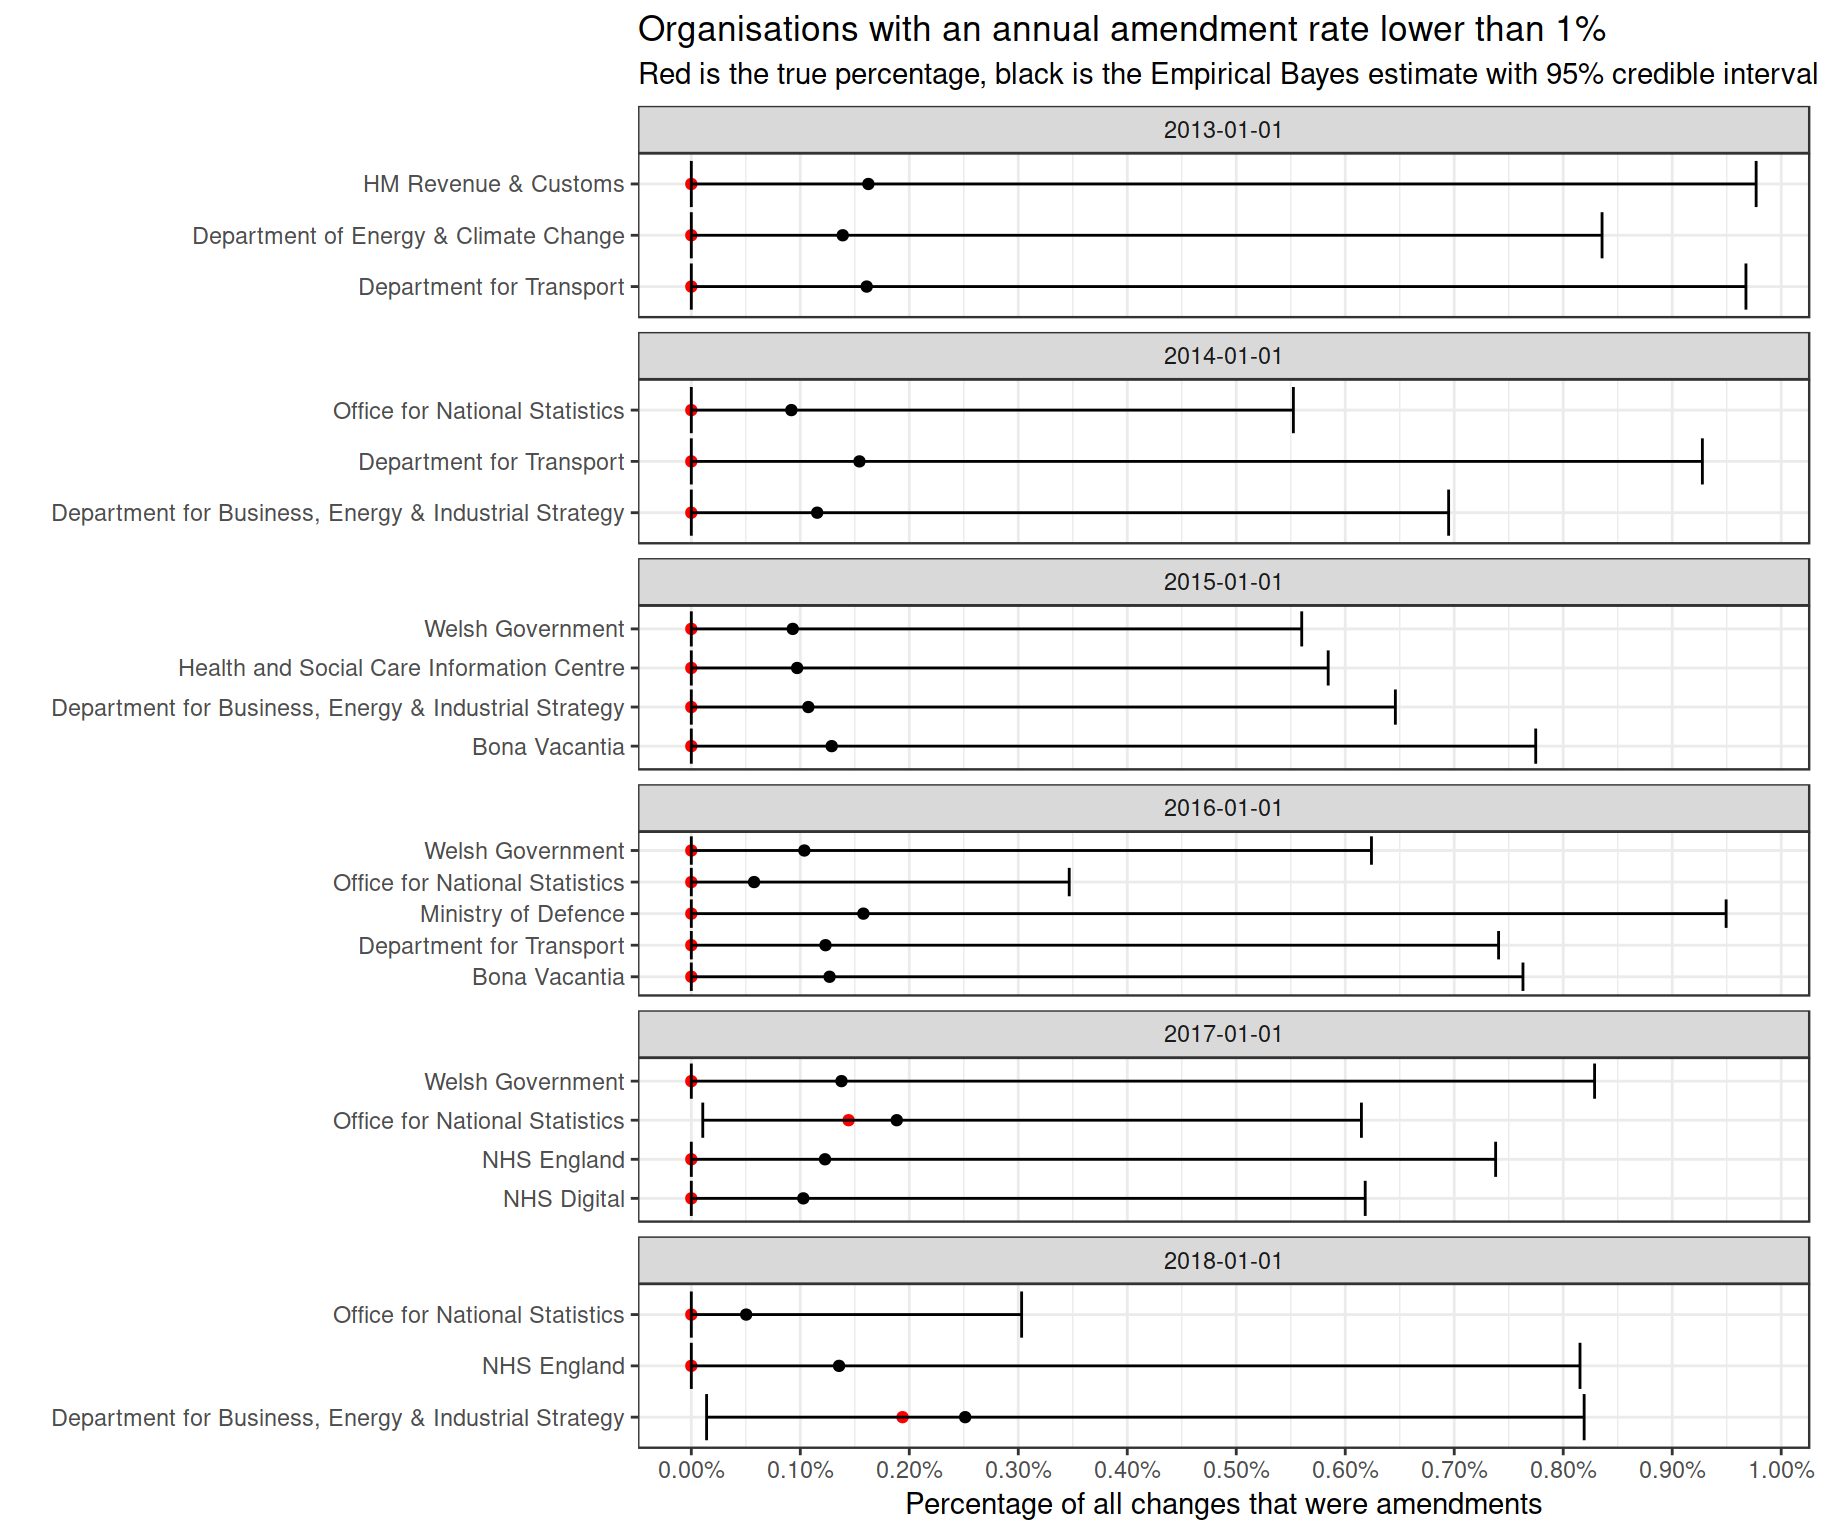 Organisations with an annual amendment rate lower than 1%
Red is the true percentage, black is the Empirical Bayes estimate with 95% credible interval
2013-01-01
HM Revenue & Customs
Department of Energy & Climate Change
Department for Transport
2014-01-01
Office for National Statistics
Department for Transport
Department for Business, Energy & Industrial Strategy
2015-01-01
Welsh Government
Health and Social Care Information Centre
Department for Business, Energy & Industrial Strategy
Bona Vacantia
2016-01-01
Welsh Government
Office for National Statistics
Ministry of Defence
Department for Transport
Bona Vacantia
2017-01-01
Welsh Government
Office for National Statistics
NHS England
NHS Digital
2018-01-01
Office for National Statistics
NHS England
Department for Business, Energy & Industrial Strategy
0.00% 0.10% 0.20% 0.30% 0.40% 0.50% 0.60% 0.70% 0.80% 0.90% 1.00%
Percentage of all changes that were amendments